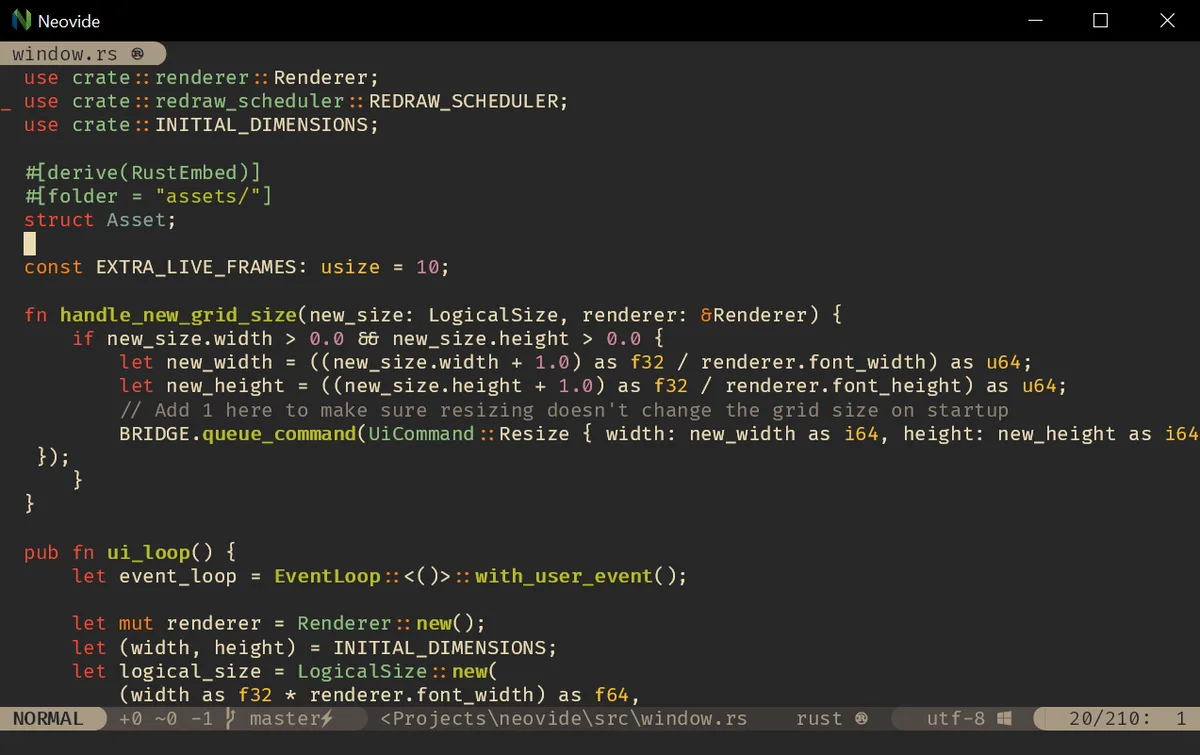 Neovide
window.rs
use crate::renderer::Renderer;
_ use crate::redraw_scheduler::REDRAW_SCHEDULER;
use crate::INITIAL_DIMENSIONS;
#[derive(RustEmbed)]
#[folder = "assets/"]
struct Asset;
const EXTRA_LIVE_FRAMES: usize = 10;
fn handle_new_grid_size(new_size: LogicalSize, renderer: &Renderer) {
    if new_size.width > 0.0 && new_size.height > 0.0 {
        let new_width = ((new_size.width + 1.0) as f32 / renderer.font_width) as u64;
        let new_height = ((new_size.height + 1.0) as f32 / renderer.font_height) as u64;
        // Add 1 here to make sure resizing doesn't change the grid size on startup
        BRIDGE.queue_command(UiCommand::Resize { width: new_width as i64, height: new_height as i64
 });
    }
}
pub fn ui_loop() {
    let event_loop = EventLoop::<()>::with_user_event();
    let mut renderer = Renderer::new();
    let (width, height) = INITIAL_DIMENSIONS;
    let logical_size = LogicalSize::new(
        (width as f32 * renderer.font_width) as f64,
NORMAL +0 ~0 -1 master⚡ <Projects\neovide\src\window.rs rust utf-8 20/210: 1